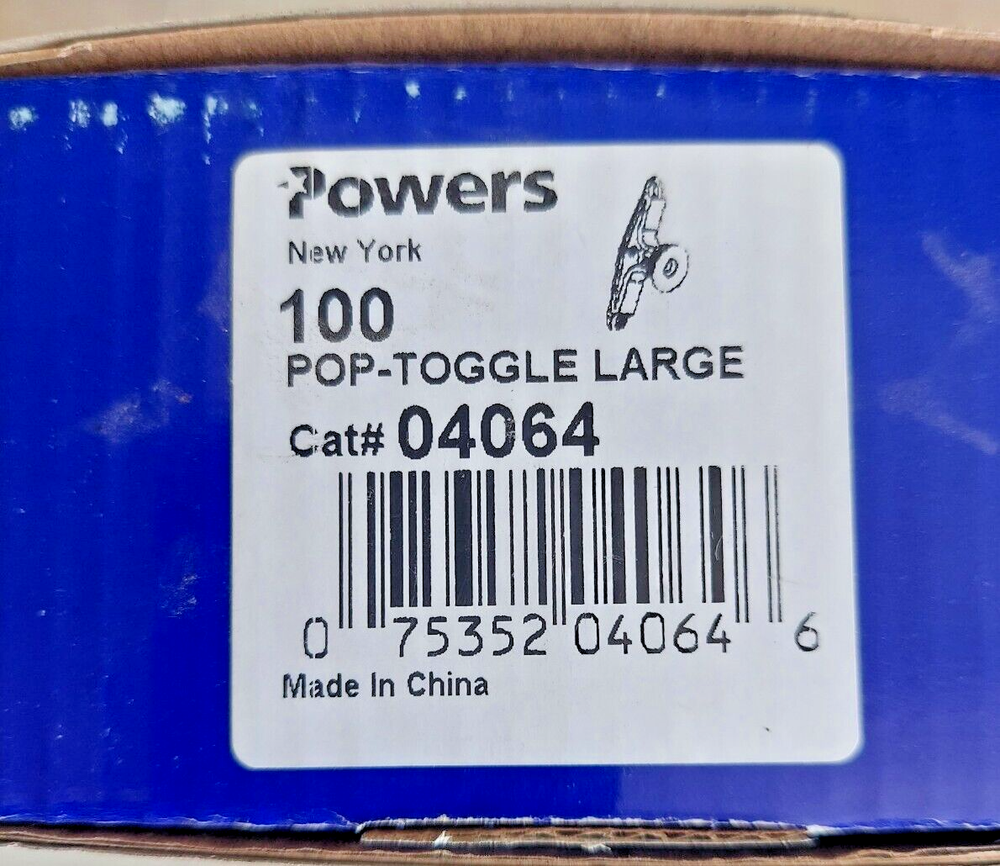 Powers
New York
100
POP-TOGGLE LARGE
Cat# 04064
0 75352 04064 6
Made In China